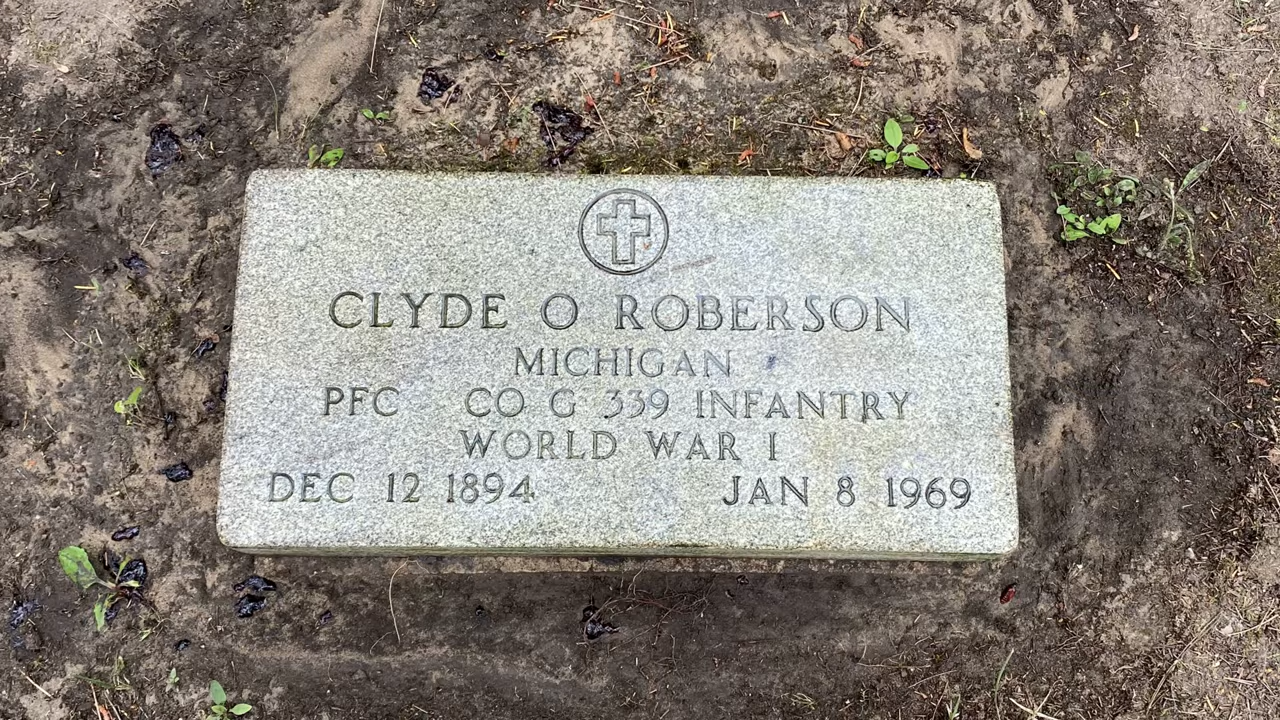 CLYDE O ROBERSON
MICHIGAN
PFC CO G 339 INFANTRY
WORLD WAR I
DEC 12 1894 JAN 8 1969